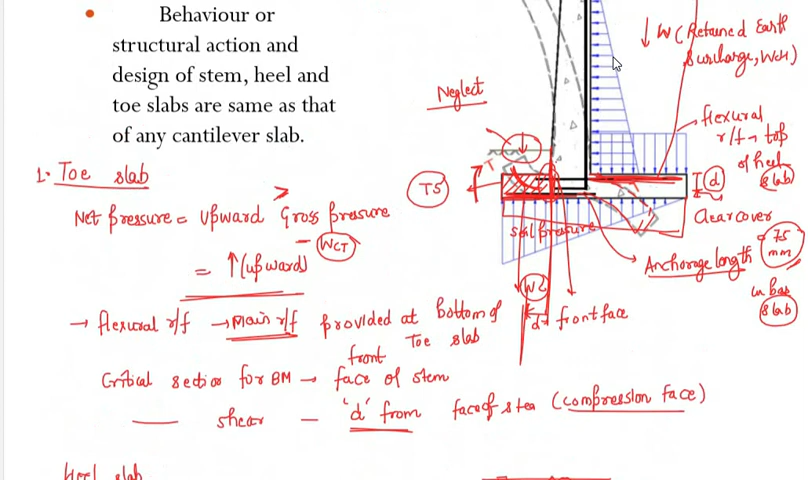 Behaviour or
structural action and
design of stem, heel and
toe slabs are same as that
of any cantilever slab.
Neglect
↓ W (Retained Earth
Surcharge, WCH)
flexural
r/f → top
of heel
slab
1. Toe slab
TS
T
T
d
Clear cover
75
mm
in base
slab
Net pressure = Upward Gross pressure
- WCT
= ↑(upward)
soil pressure
Anchorage length
W2
d
front face
→ flexural r/f → Main r/f provided at bottom of
front Toe slab
Critical section for BM → face of stem
— shear — 'd' from face of stem (compression face)
Heel slab